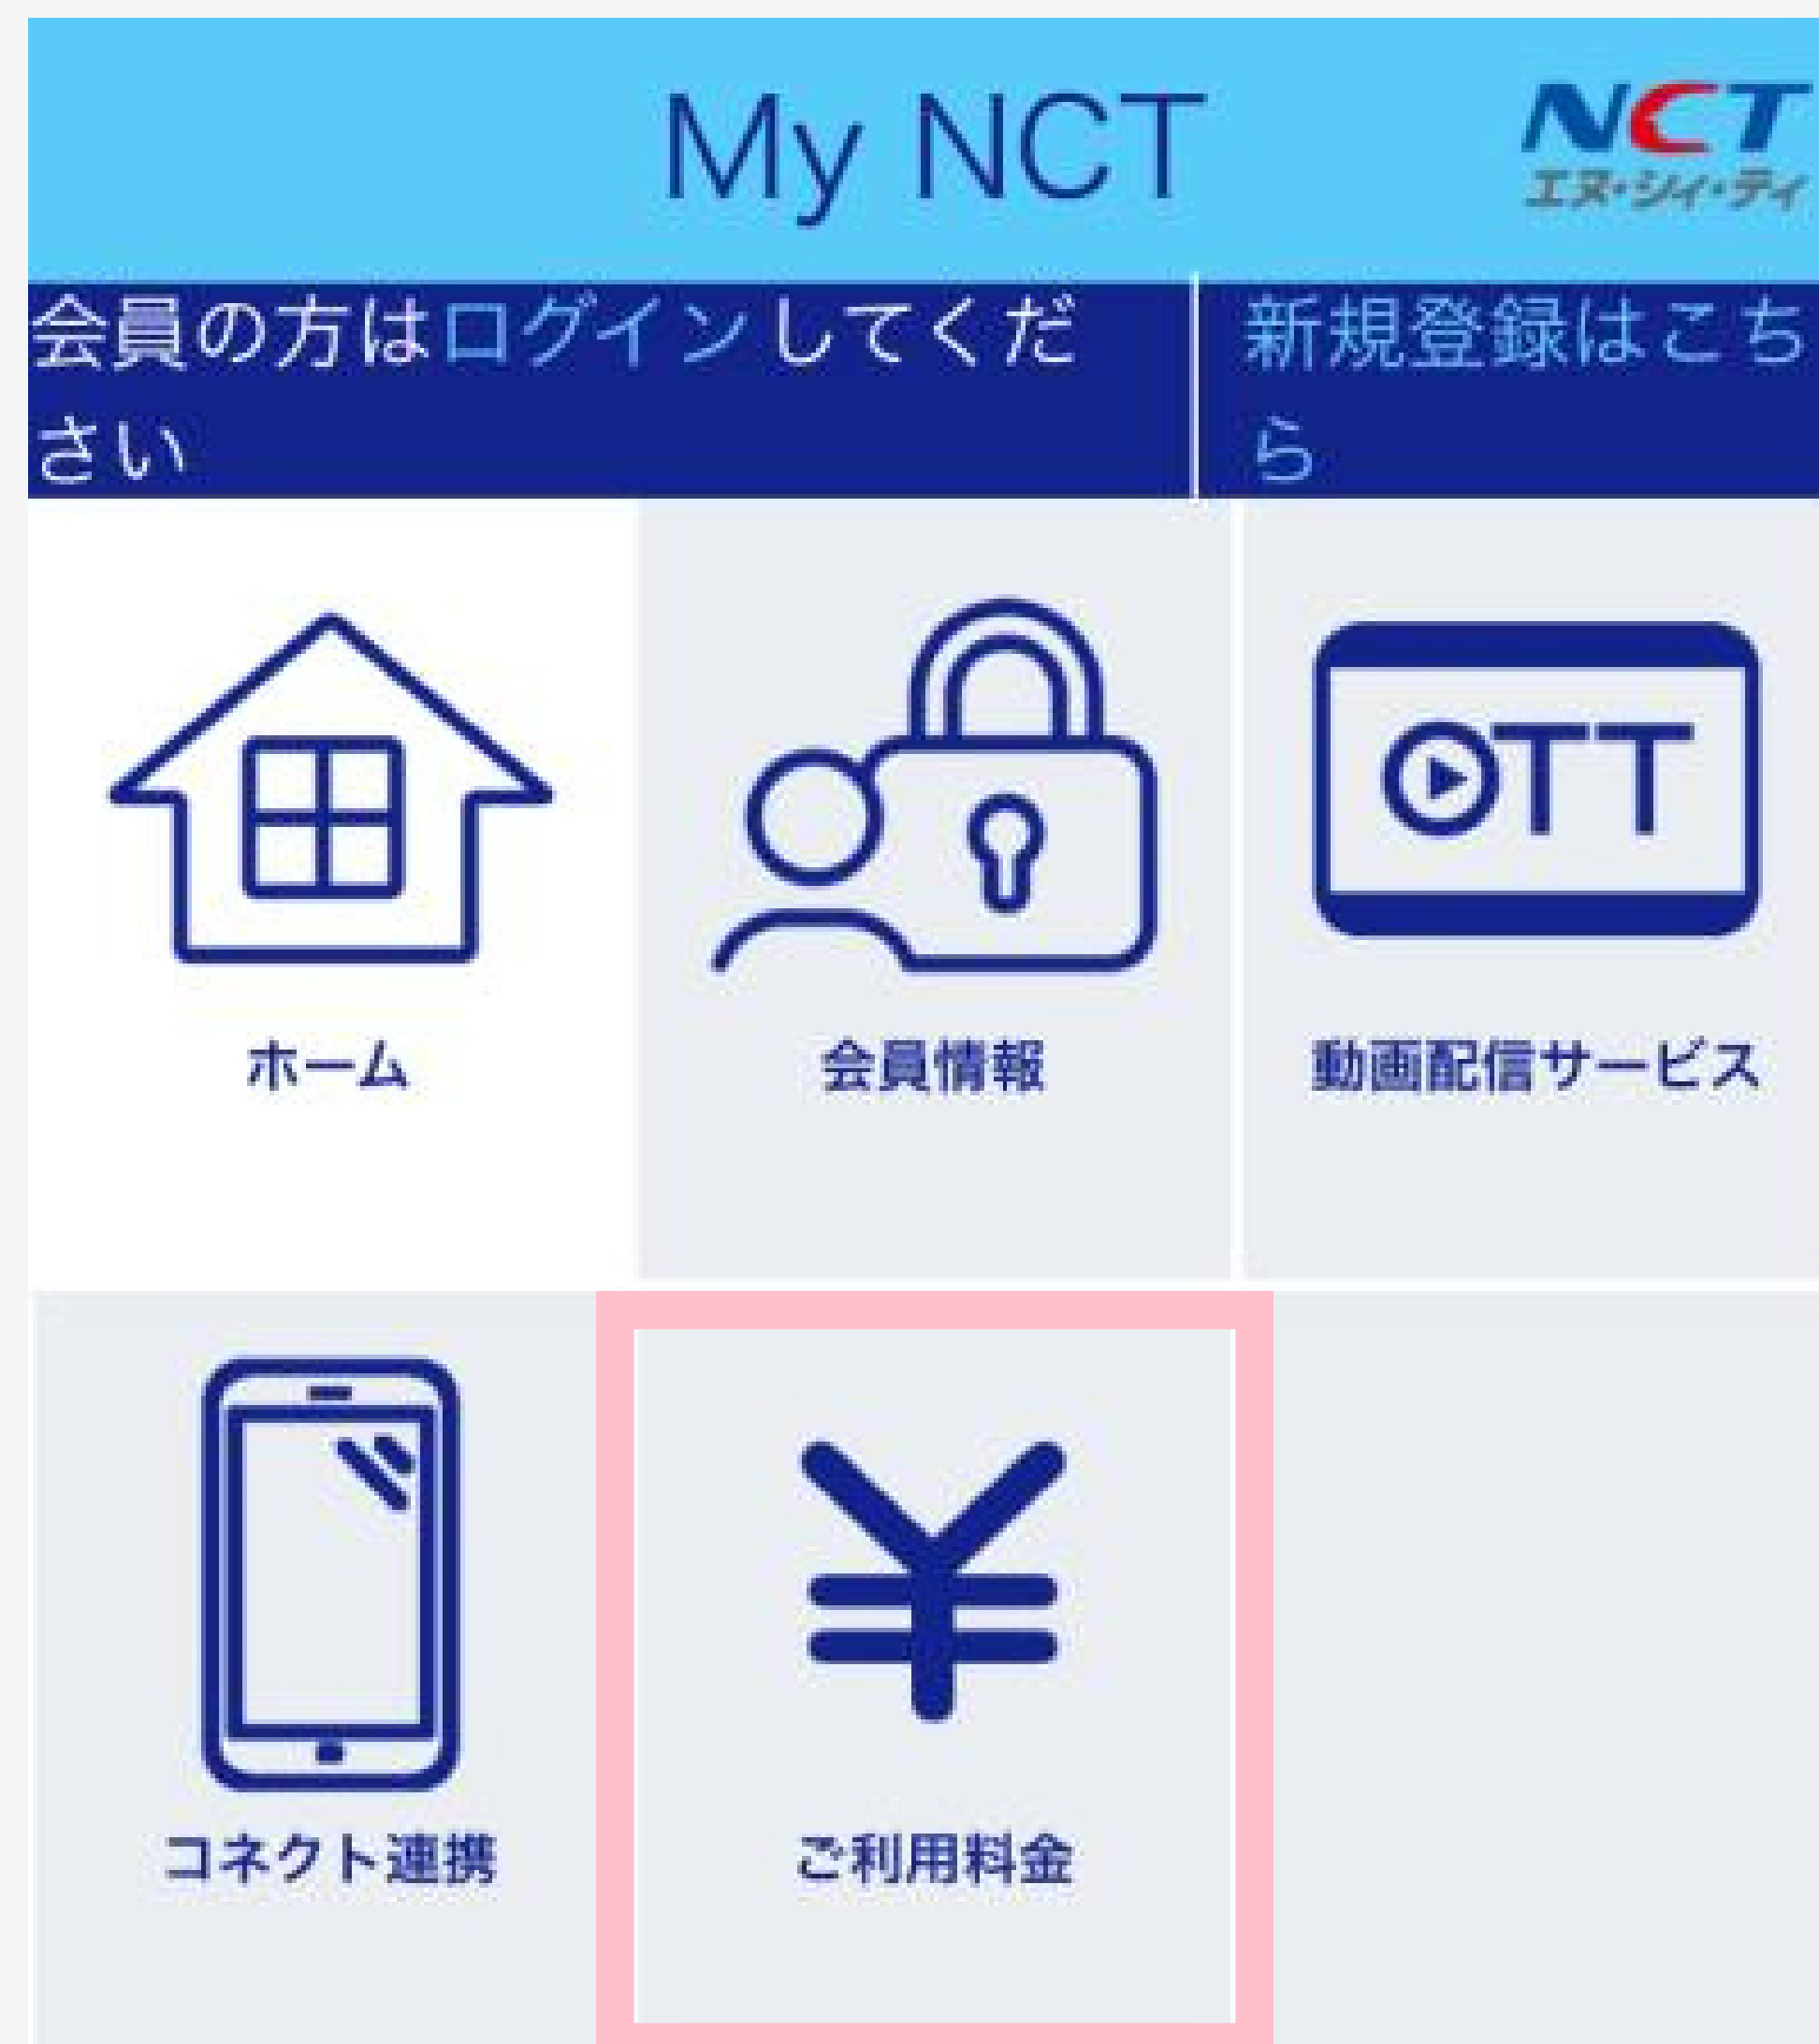 My NCT
NCT
エヌ・シィ・ティ
会員の方はログインしてくだ
さい
新規登録はこち
ら
OTT
ホーム
会員情報
動画配信サービス
¥
コネクト連携
ご利用料金